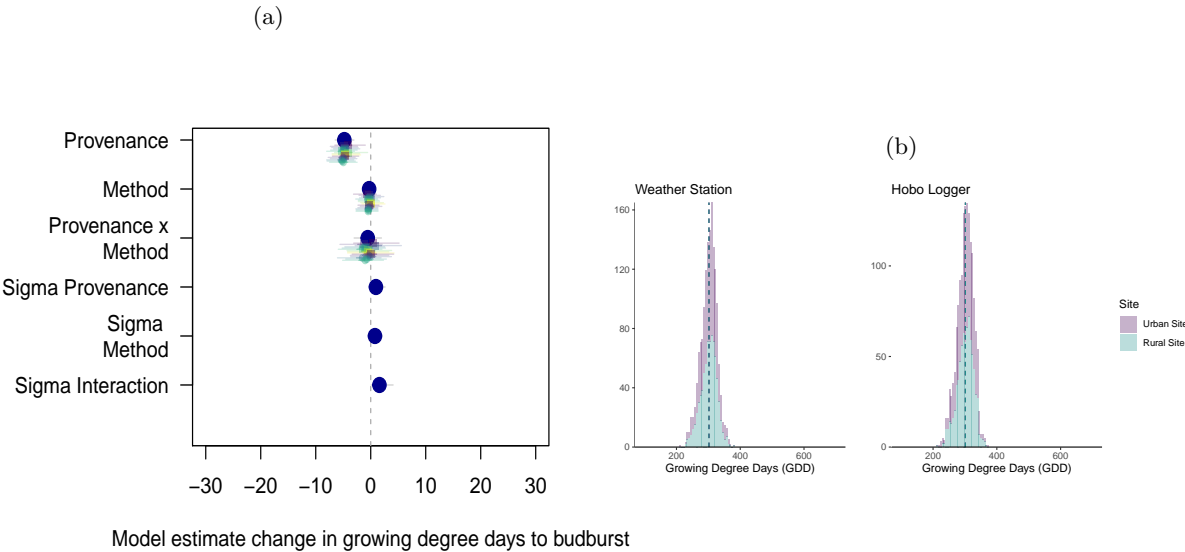 (a)
Provenance
Method
Provenance x
Method
Sigma Provenance
Sigma
Method
Sigma Interaction
−30 −20 −10 0 10 20 30
Model estimate change in growing degree days to budburst
(b)
Weather Station
160
120
80
40
0
200 400 600
Growing Degree Days (GDD)
Hobo Logger
100
50
0
200 400 600
Growing Degree Days (GDD)
Site
Urban Site
Rural Site